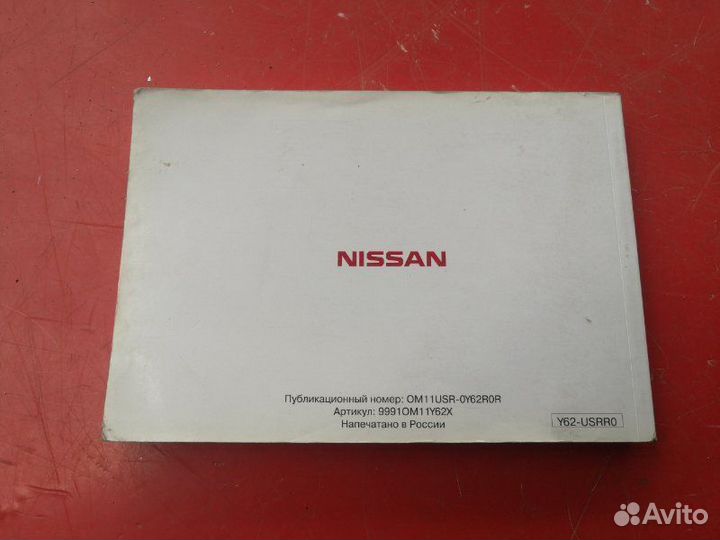 NISSAN
Публикационный номер: OM11USR-0Y62R0R
Артикул: 9991OM11Y62X
Напечатано в России
Y62-USRR0
Avito